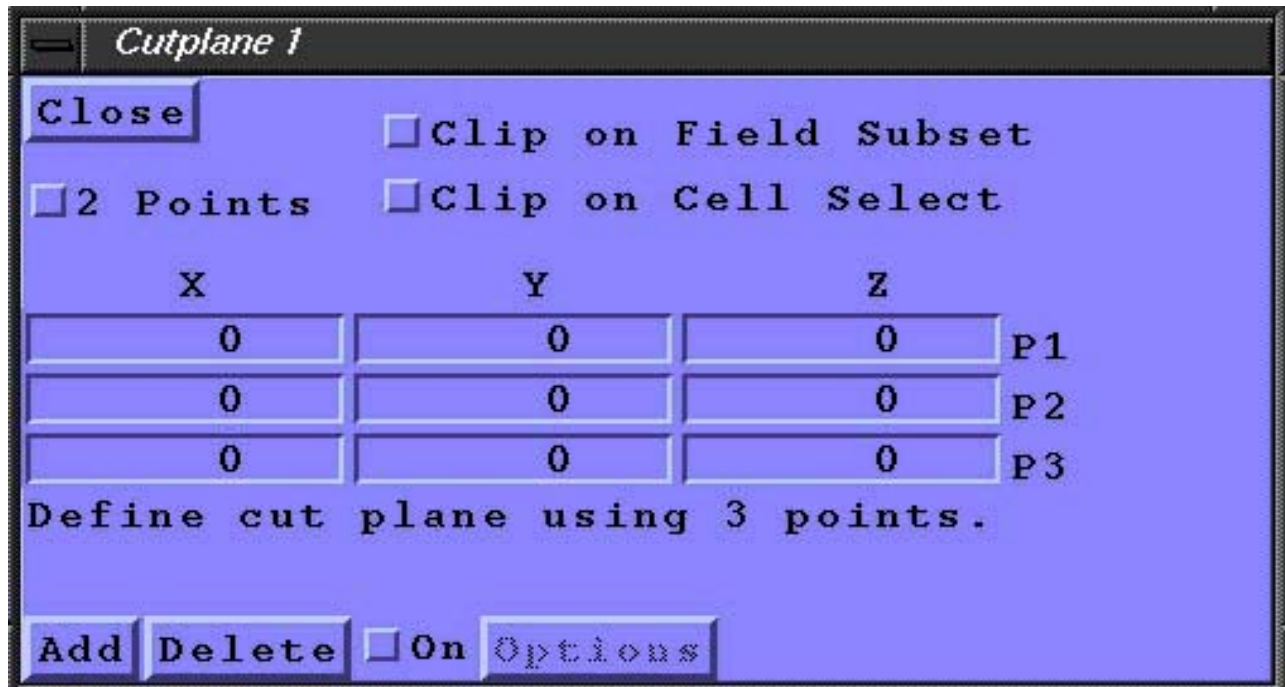 Cutplane 1
Close
Clip on Field Subset
2 Points
Clip on Cell Select
X Y Z
0 0 0 P1
0 0 0 P2
0 0 0 P3
Define cut plane using 3 points.
Add Delete On Options